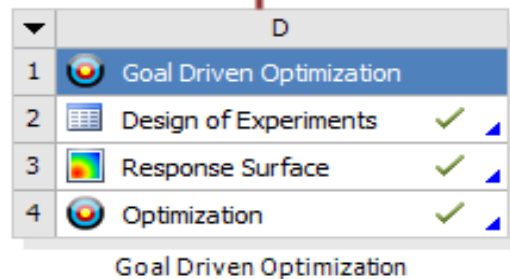 D
1 Goal Driven Optimization
2 Design of Experiments
3 Response Surface
4 Optimization
Goal Driven Optimization